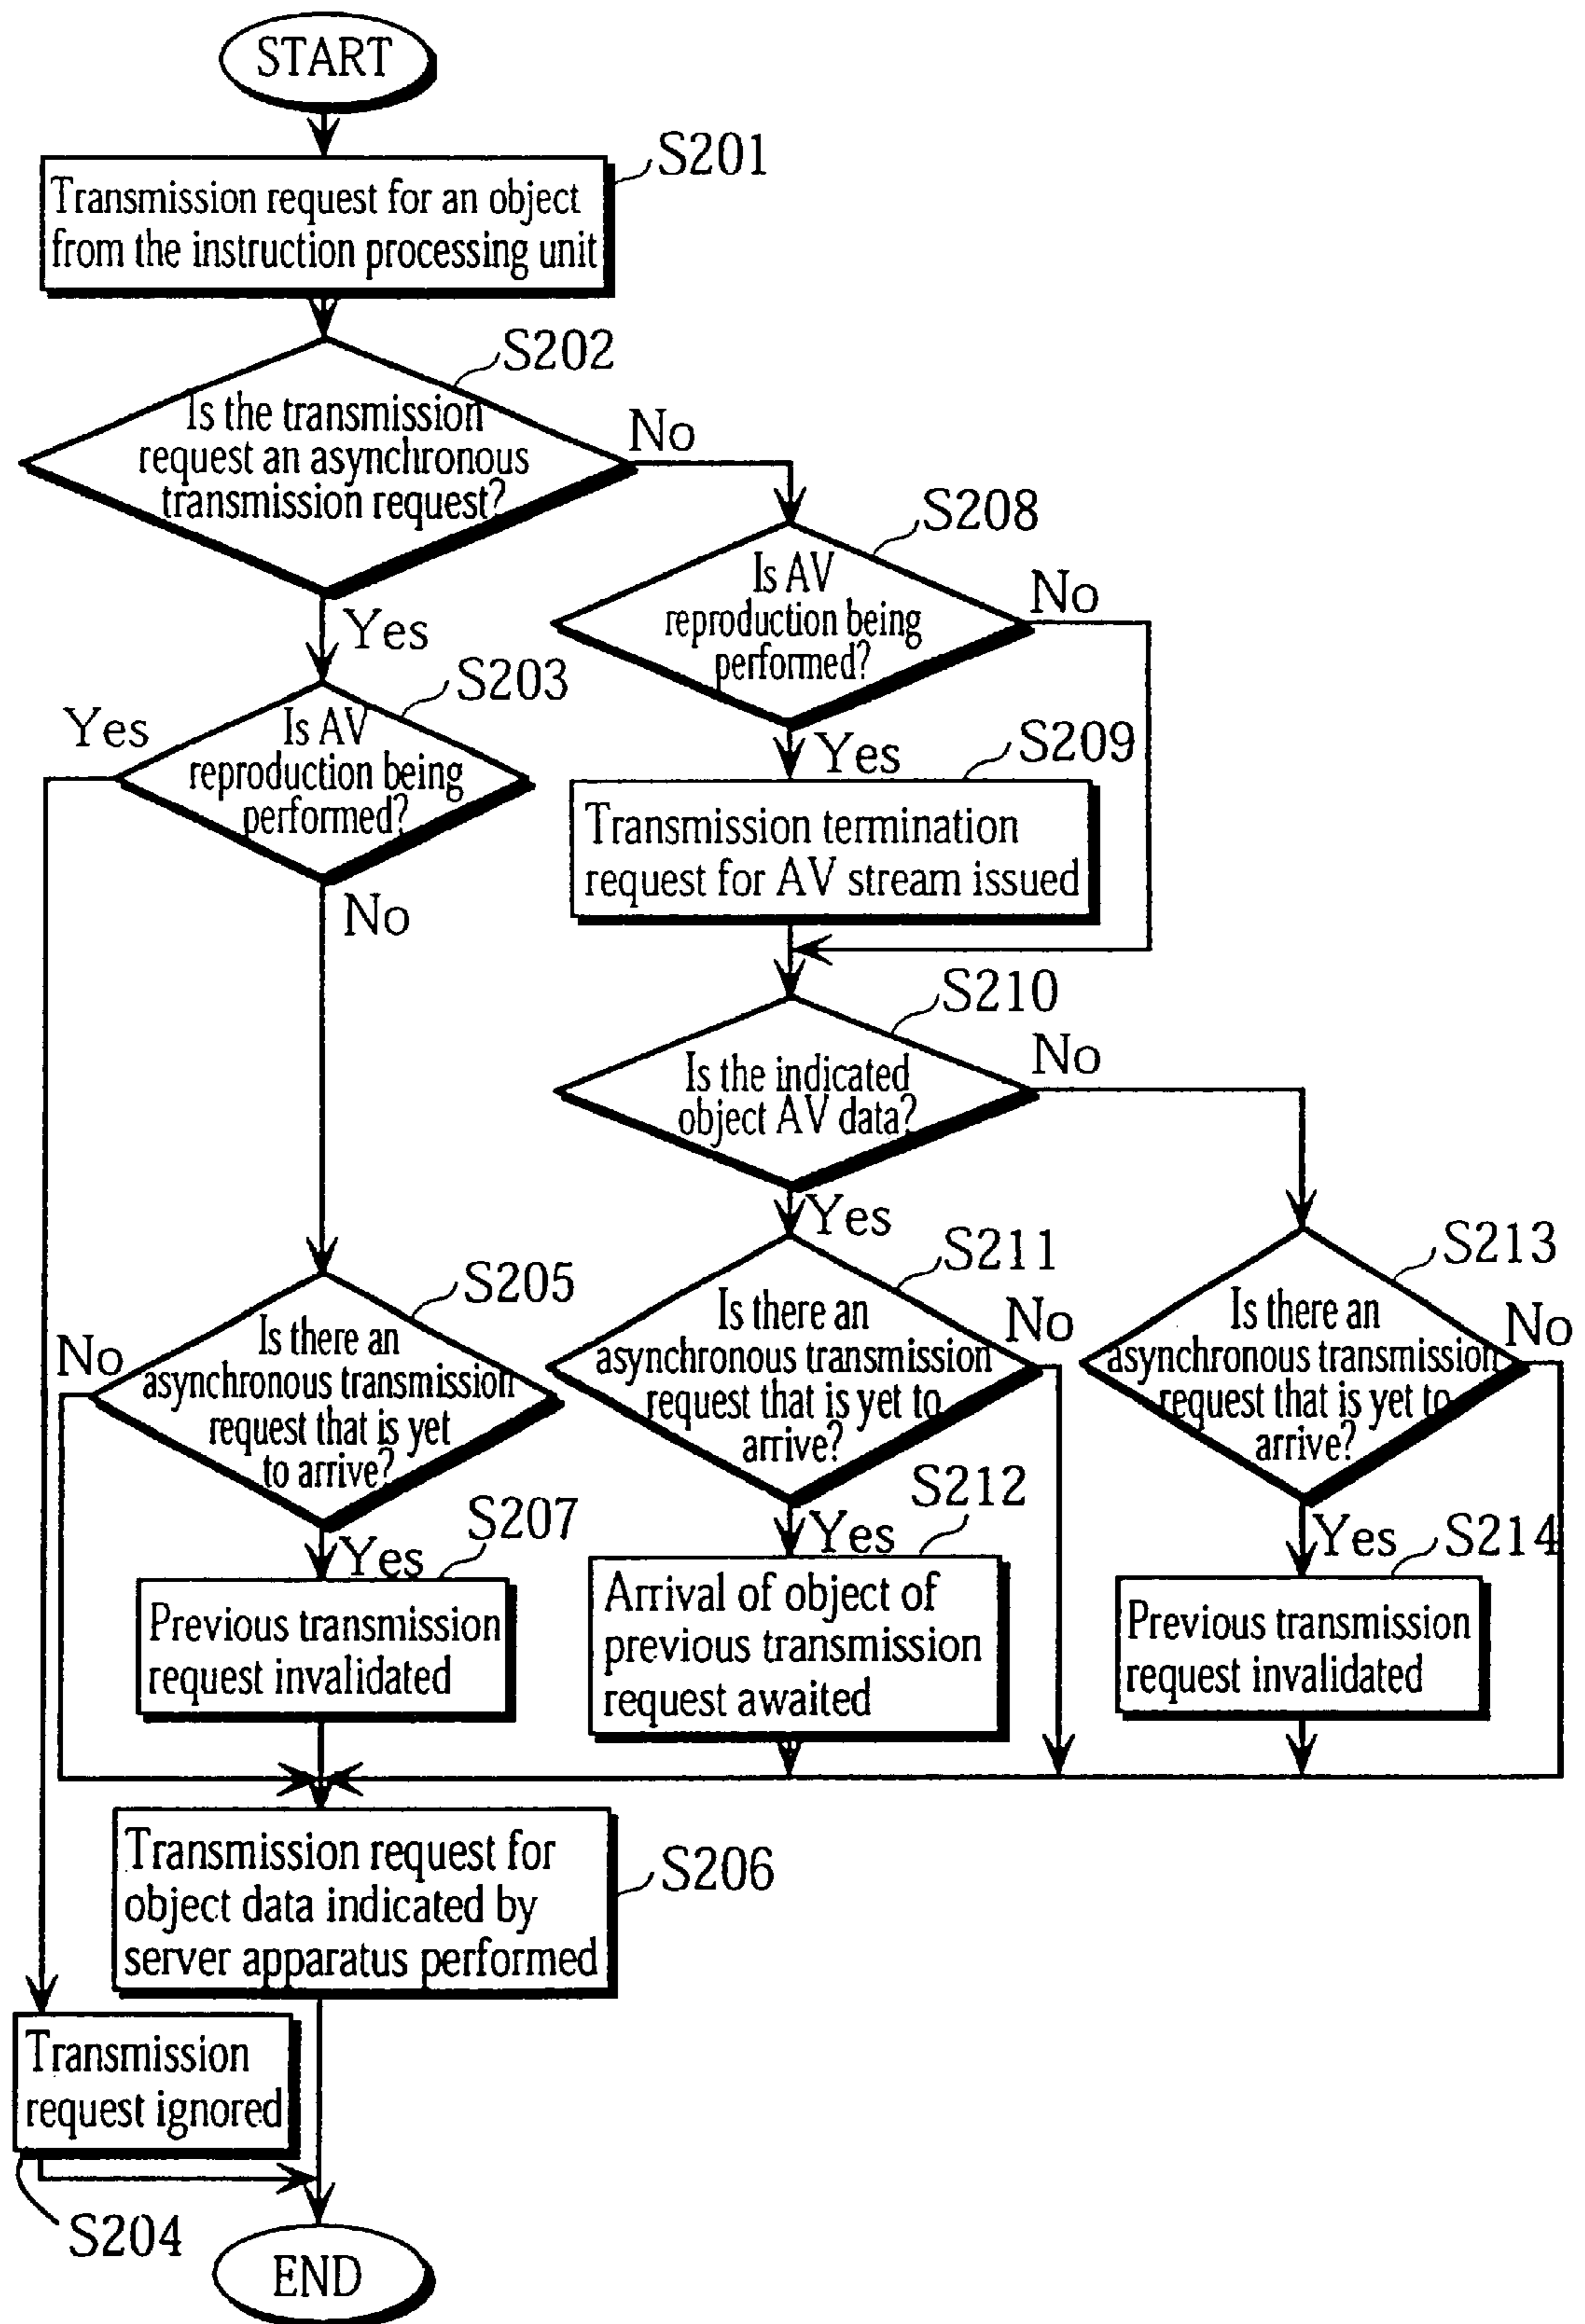 START
S201
Transmission request for an object
from the instruction processing unit
S202
Is the transmission
request an asynchronous
transmission request?
No
Yes
S208
Is AV
reproduction being
performed?
No
Yes
S203
Is AV
reproduction being
performed?
Yes
No
S209
Transmission termination
request for AV stream issued
S210
Is the indicated
object AV data?
No
Yes
S205
Is there an
asynchronous transmission
request that is yet
to arrive?
No
Yes
S211
Is there an
asynchronous transmission
request that is yet to
arrive?
No
Yes
S213
Is there an
asynchronous transmission
request that is yet to
arrive?
No
Yes
S207
Previous transmission
request invalidated
S212
Arrival of object of
previous transmission
request awaited
S214
Previous transmission
request invalidated
S206
Transmission request for
object data indicated by
server apparatus performed
Transmission
request ignored
S204
END